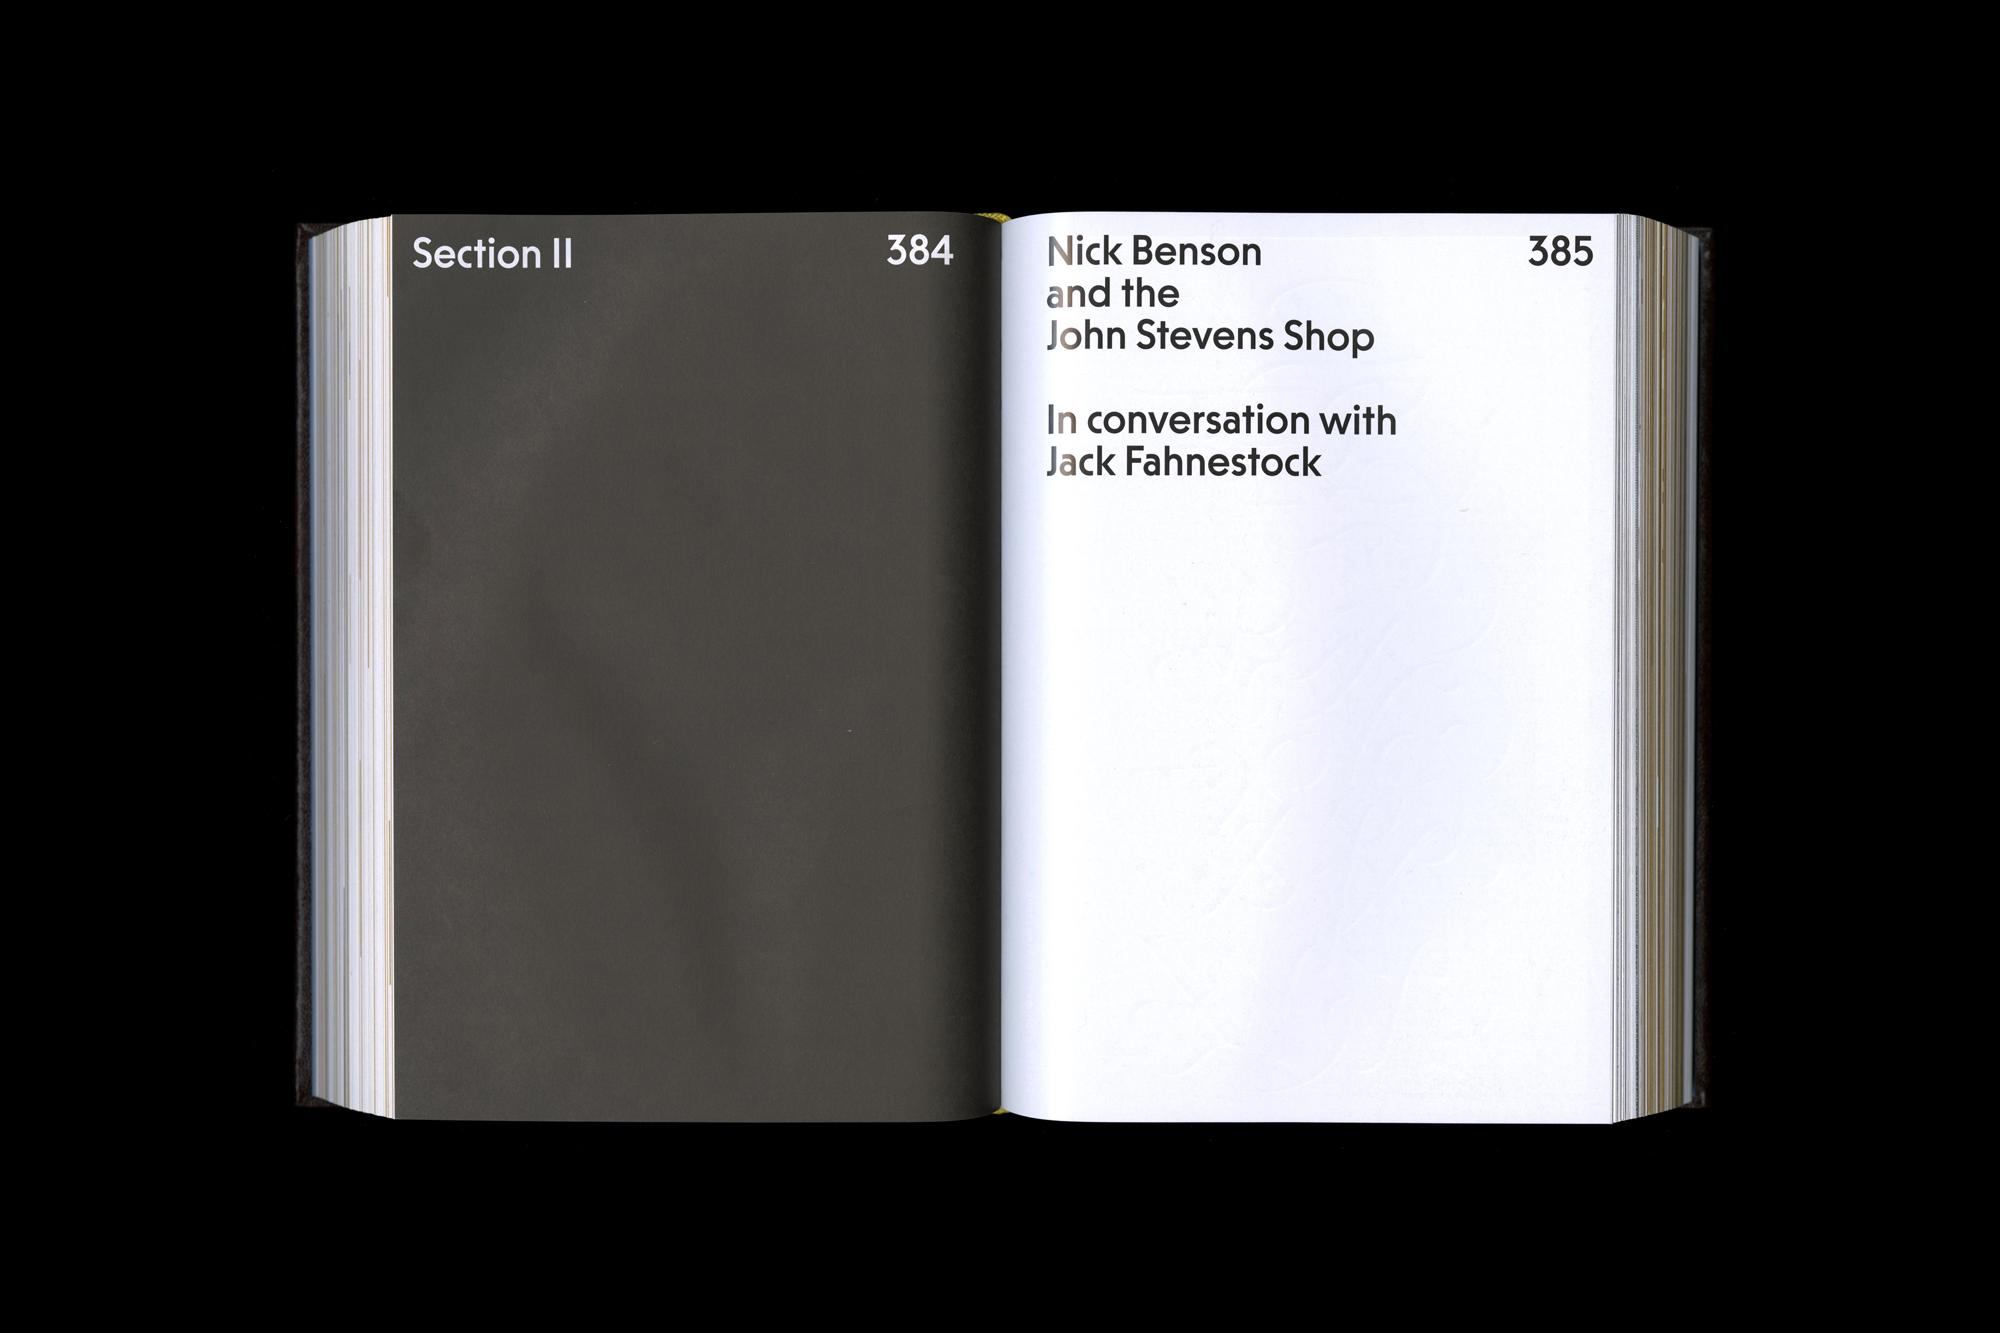 Section II
384
Nick Benson
and the
John Stevens Shop
385
In conversation with
Jack Fahnestock